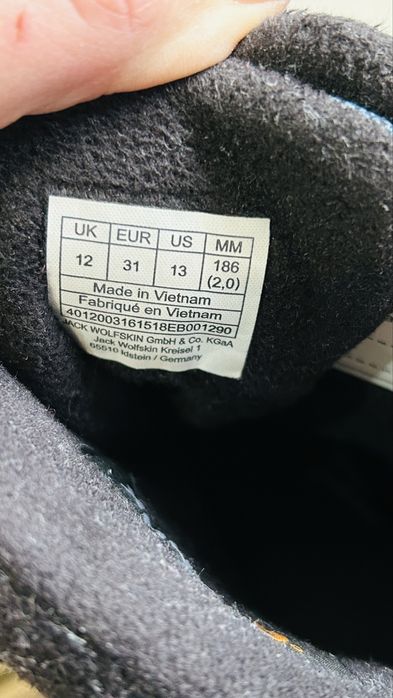 UK EUR US MM
12 31 13 186 (2,0)
Made in Vietnam
Fabriqué en Vietnam
4012003161518EB001290
JACK WOLFSKIN GmbH & Co. KGaA
Jack Wolfskin Kreisel 1
65510 Idstein / Germany